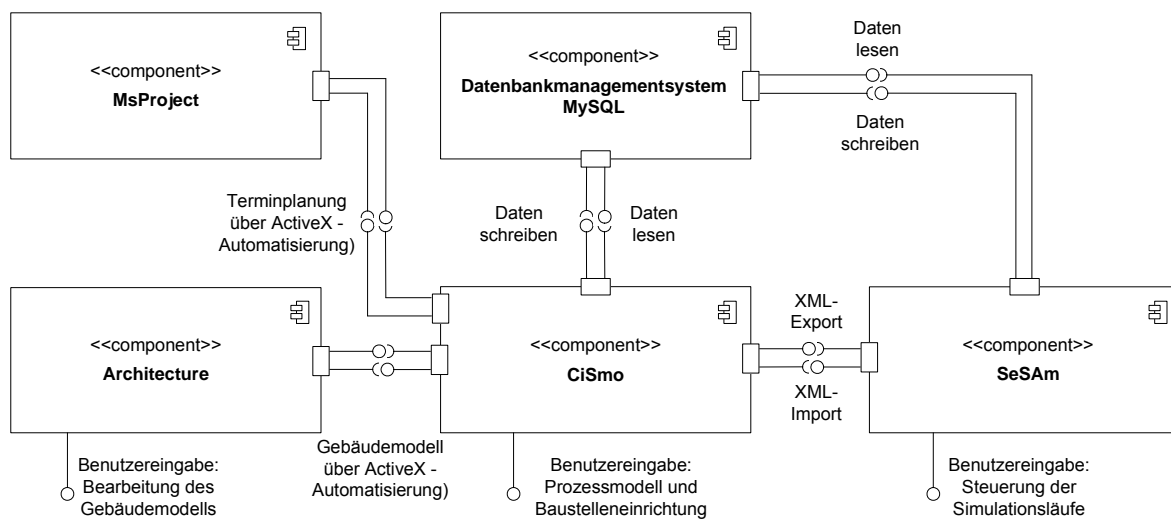 <<component>>
MsProject
<<component>>
Datenbankmanagementsystem
MySQL
Daten
lesen
Daten
schreiben
Terminplanung
über ActiveX -
Automatisierung)
Daten
schreiben
Daten
lesen
<<component>>
Architecture
<<component>>
CiSmo
XML-
Export
XML-
Import
<<component>>
SeSAm
Gebäudemodell
über ActiveX -
Automatisierung)
Benutzereingabe:
Bearbeitung des
Gebäudemodells
Benutzereingabe:
Prozessmodell und
Baustelleneinrichtung
Benutzereingabe:
Steuerung der
Simulationsläufe